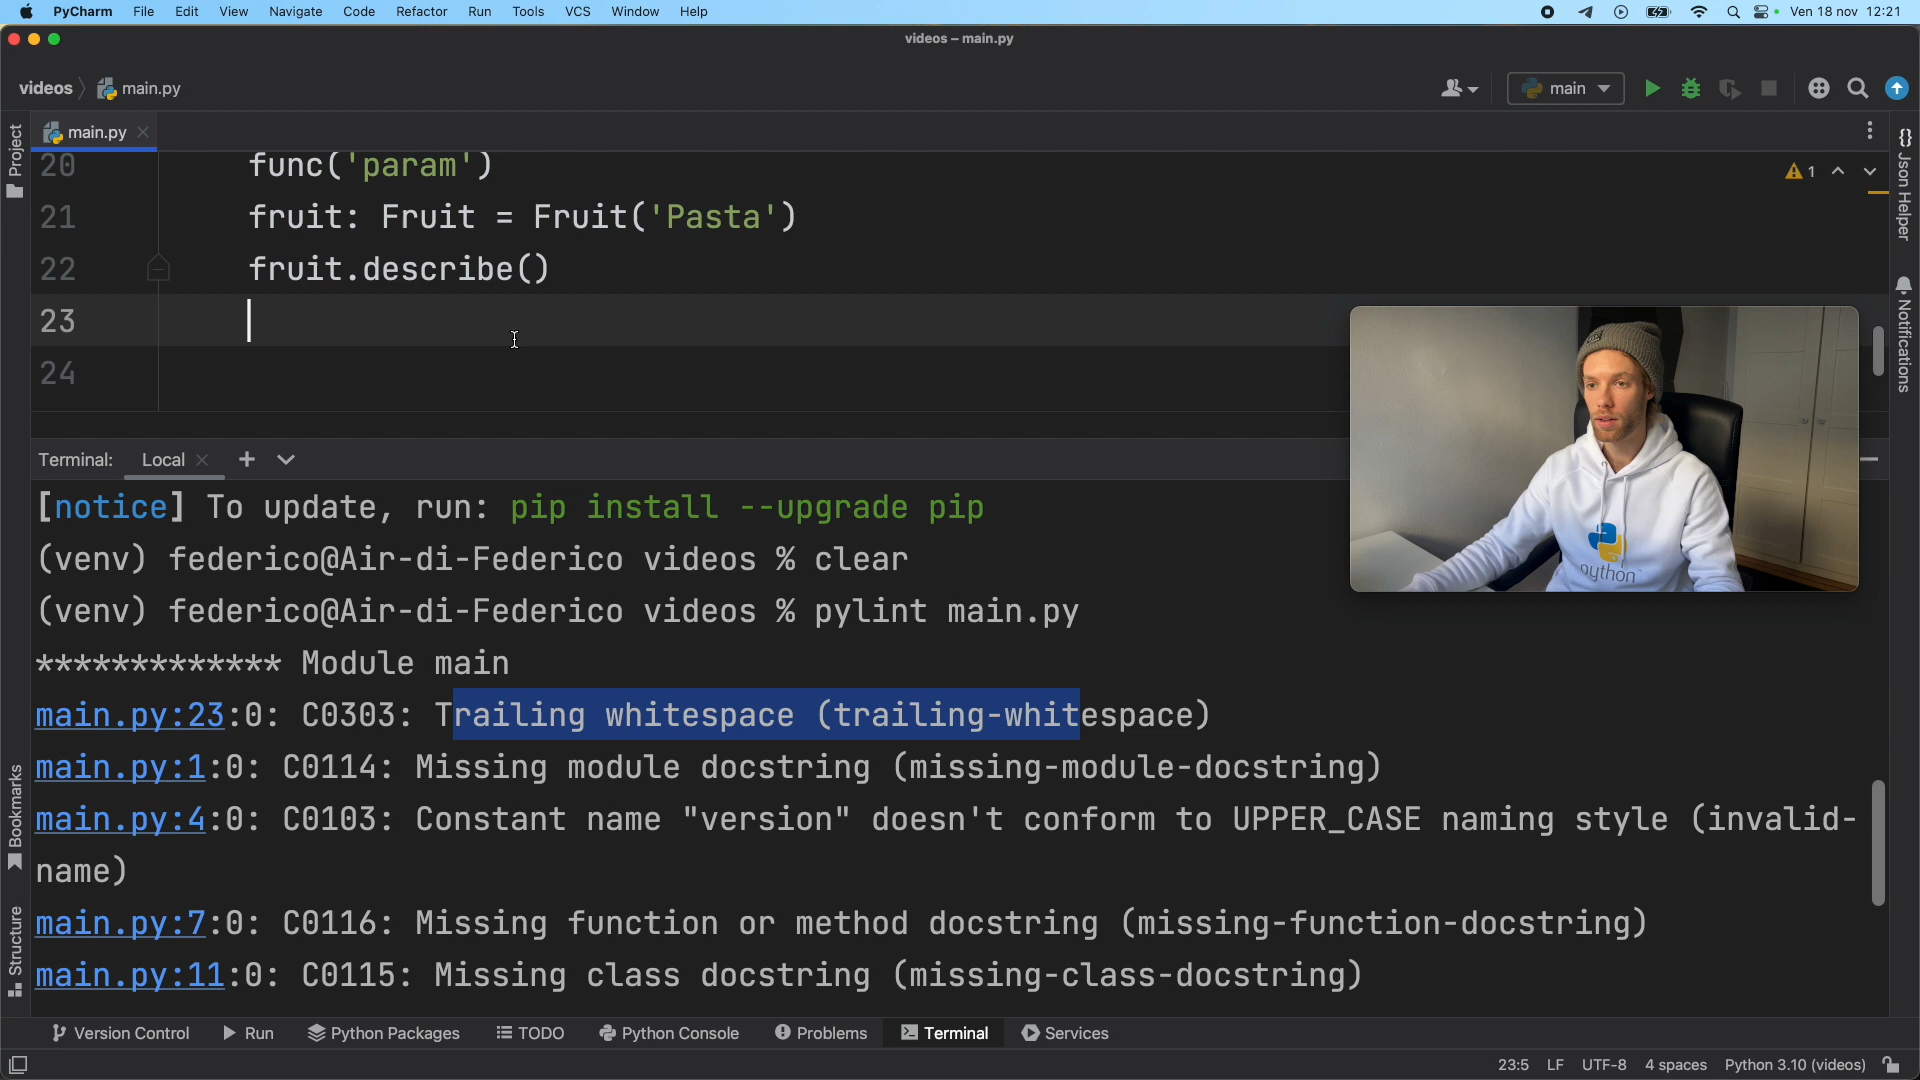 PyCharm File Edit View Navigate Code Refactor Run Tools VCS Window Help Ven 18 nov 12:21
videos – main.py
videos main.py main
Project
main.py
20 func('param')
1
21 fruit: Fruit = Fruit('Pasta')
22 fruit.describe()
23
24
{} Json Helper
Notifications
python
Terminal: Local
[notice] To update, run: pip install --upgrade pip
(venv) federico@Air-di-Federico videos % clear
(venv) federico@Air-di-Federico videos % pylint main.py
************* Module main
main.py:23:0: C0303: Trailing whitespace (trailing-whitespace)
main.py:1:0: C0114: Missing module docstring (missing-module-docstring)
main.py:4:0: C0103: Constant name "version" doesn't conform to UPPER_CASE naming style (invalid-
name)
main.py:7:0: C0116: Missing function or method docstring (missing-function-docstring)
main.py:11:0: C0115: Missing class docstring (missing-class-docstring)
Bookmarks
Structure
Version Control Run Python Packages TODO Python Console Problems Terminal Services
23:5 LF UTF-8 4 spaces Python 3.10 (videos)